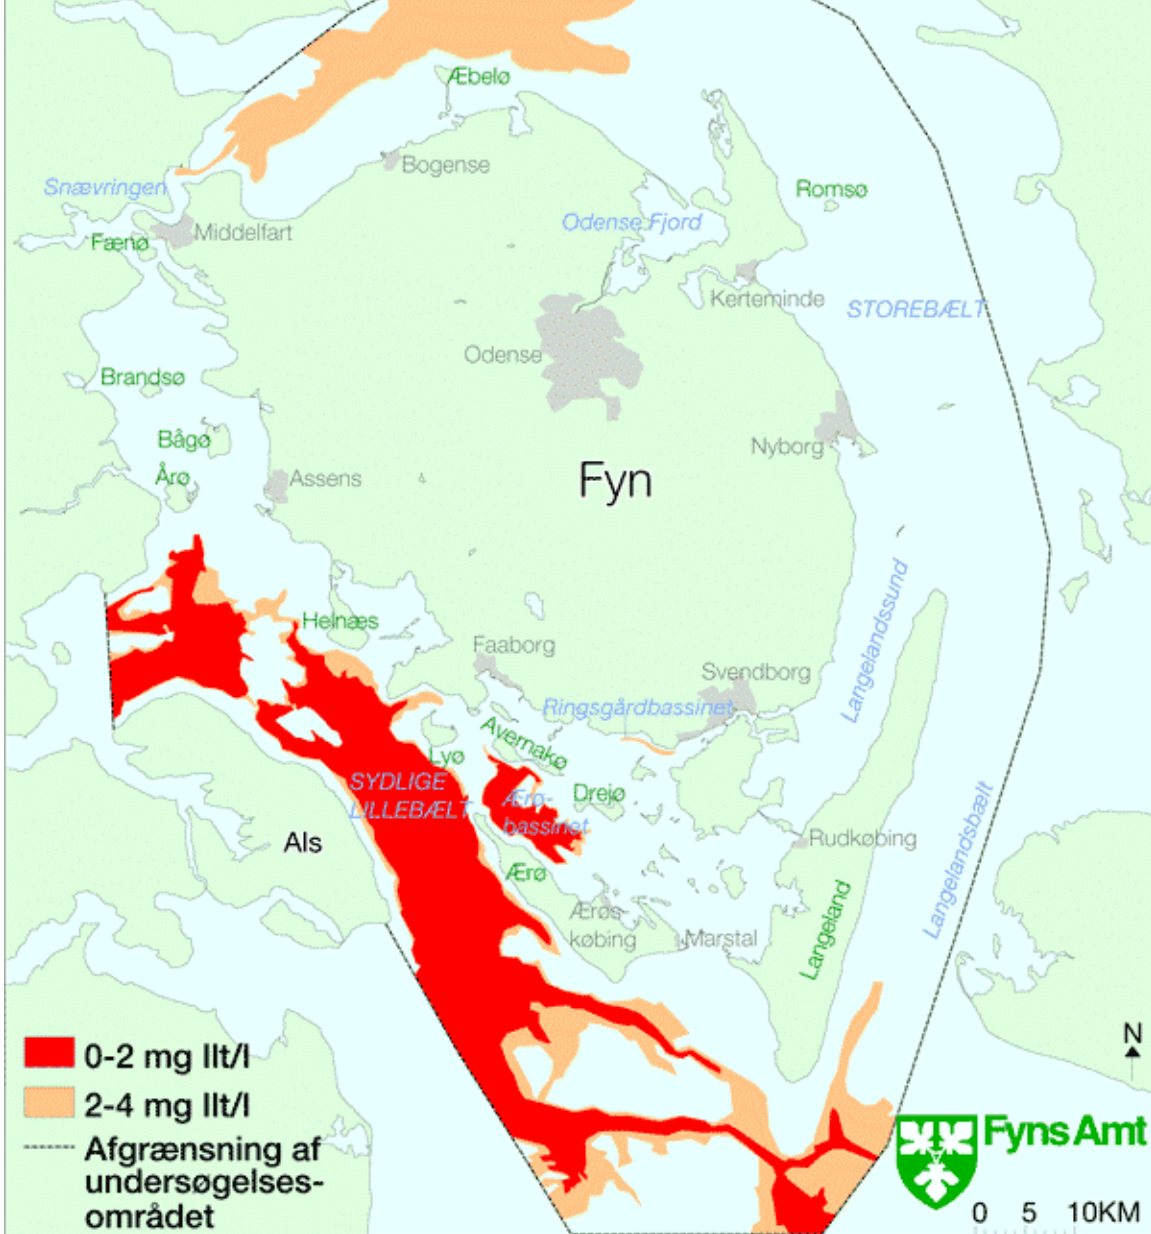 Æbelø
Bogense
Snævringen
Romsø
Odense Fjord
Middelfart
Fænø
Kerteminde
STOREBÆLT
Odense
Brandsø
Bågø
Nyborg
Årø
Assens
Fyn
Langelandssund
Helnæs
Faaborg
Svendborg
Ringsgårdbassinet
Avernakø
Lyø
SYDLIGE
LILLEBÆLT
Ærø-
bassinet
Drejø
Als
Rudkøbing
Langelandsbælt
Ærø
Ærøs-
købing
Marstal
Langeland
N
0-2 mg Ilt/l
2-4 mg Ilt/l
Afgrænsning af
undersøgelses-
området
Fyns Amt
0 5 10KM